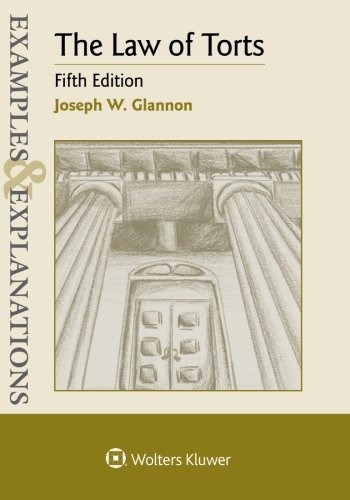 EXAMPLES & EXPLANATIONS
The Law of Torts
Fifth Edition
Joseph W. Glannon
Wolters Kluwer